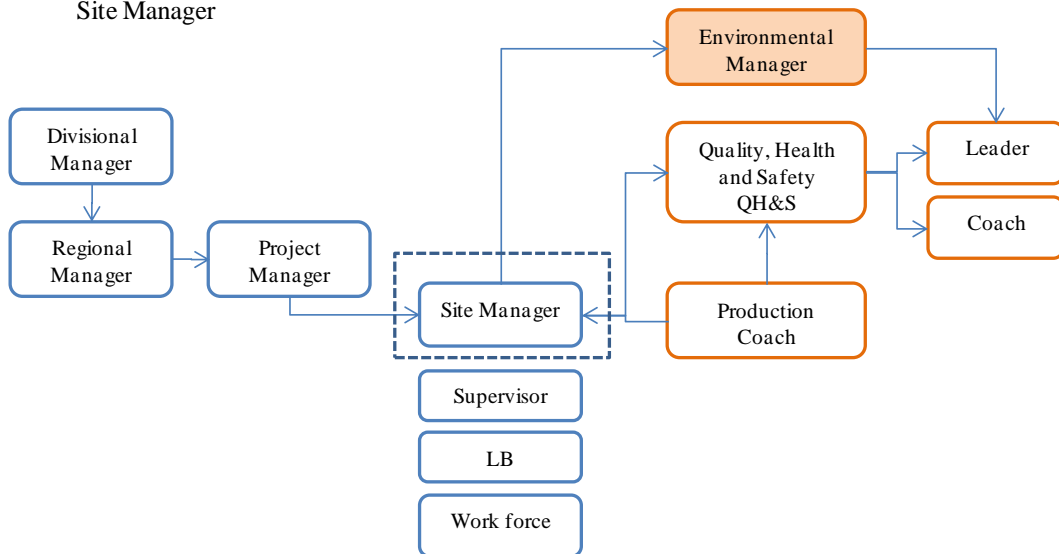 Site Manager
Environmental
Manager
Divisional
Manager
Quality, Health
and Safety
QH&S
Leader
Coach
Regional
Manager
Project
Manager
Site Manager
Production
Coach
Supervisor
LB
Work force